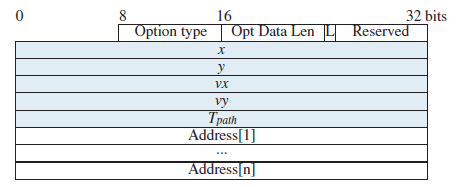 0 8 16 32 bits
Option type Opt Data Len L Reserved
x
y
vx
vy
Tpath
Address[1]
...
Address[n]